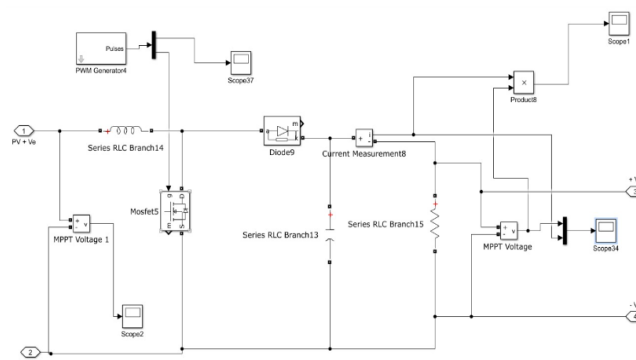 Scope1
Pulses
PWM Generator4
Scope37
×
Product8
1
PV + Ve
Series RLC Branch14
m
a
k
Diode9
+
i
-
Current Measurement8
+ V
3
g
D
Mosfet5
m
S
+
-
v
MPPT Voltage 1
Series RLC Branch13
Series RLC Branch15
+
-
v
MPPT Voltage
Scope34
Scope2
- V
4
2